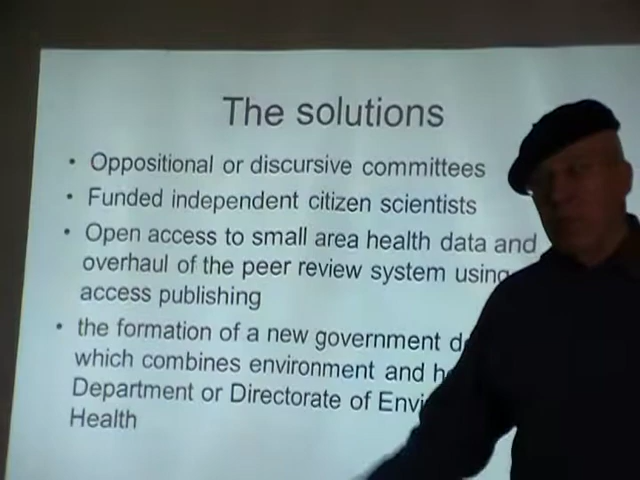 The solutions
• Oppositional or discursive committees
• Funded independent citizen scientists
• Open access to small area health data and
overhaul of the peer review system using
access publishing
• the formation of a new government
which combines environment and
Department or Directorate of
Health